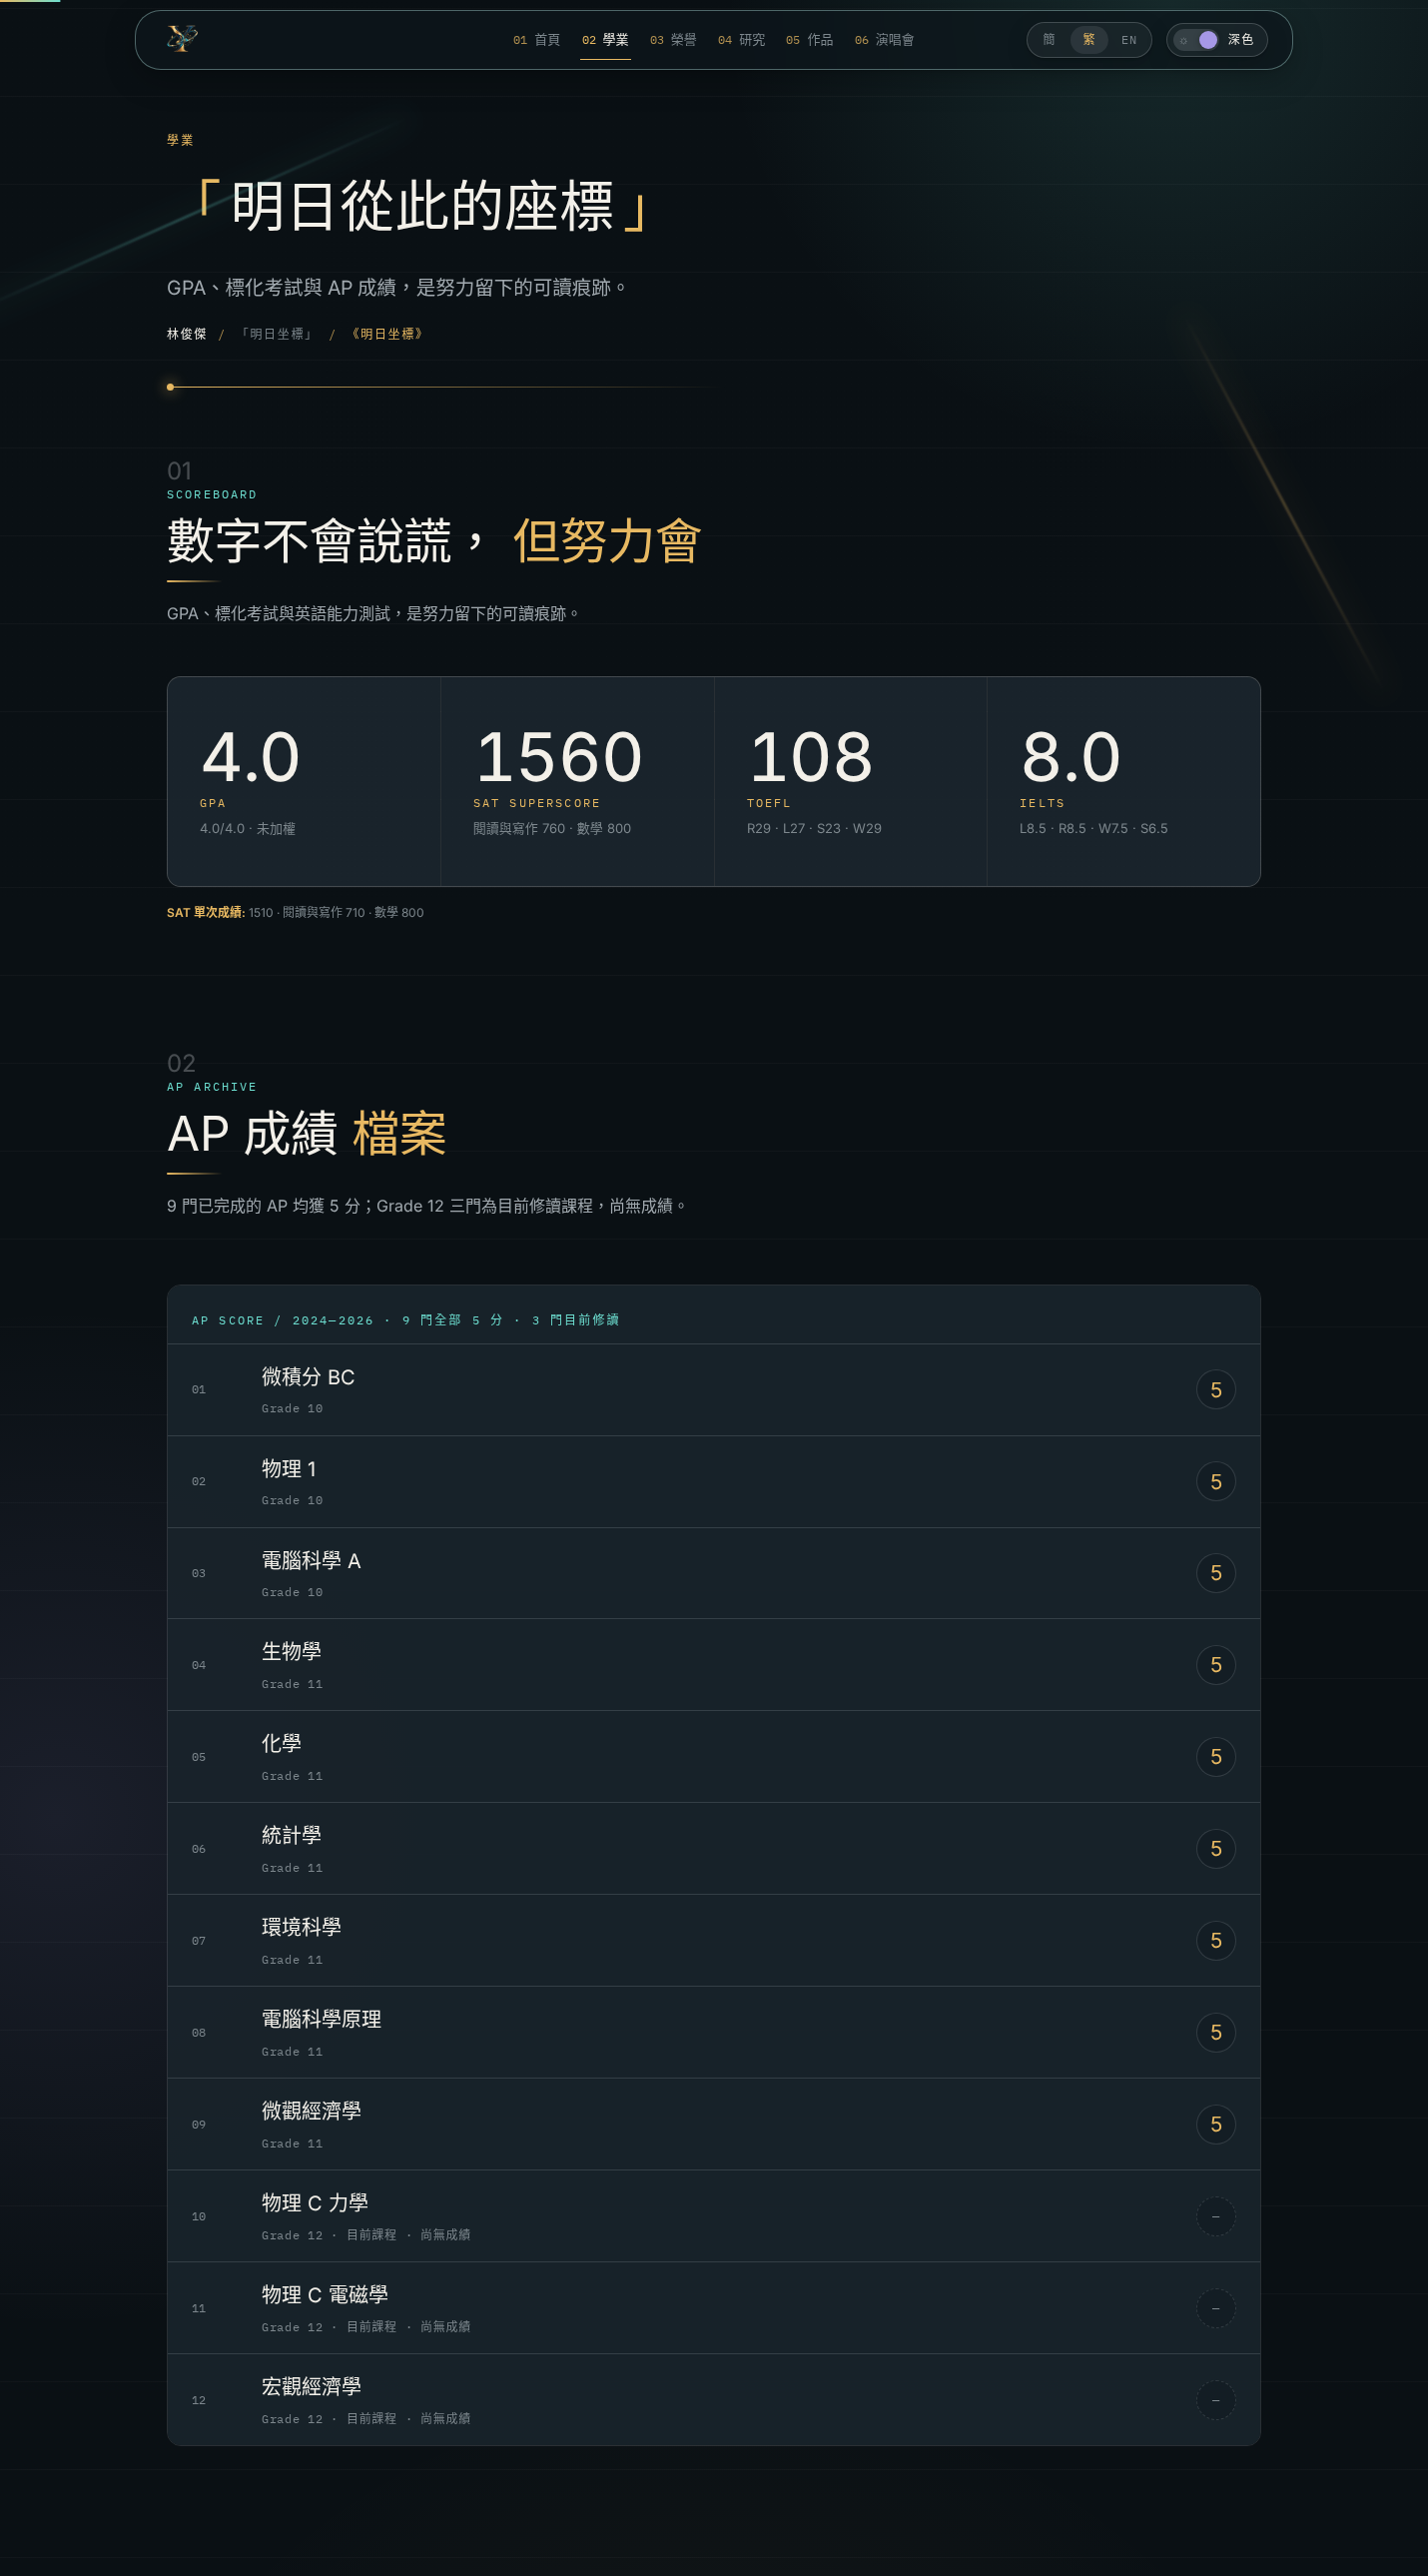 01 首頁 02 學業 03 榮譽 04 研究 05 作品 06 演唱會 簡 繁 EN 深色
學業
「明日從此的座標」
GPA、標化考試與 AP 成績，是努力留下的可讀痕跡。
林俊傑 / 「明日坐標」 / 《明日坐標》
01
SCOREBOARD
數字不會說謊， 但努力會
GPA、標化考試與英語能力測試，是努力留下的可讀痕跡。
4.0 1560 108 8.0
GPA SAT SUPERSCORE TOEFL IELTS
4.0/4.0 · 未加權 閱讀與寫作 760 · 數學 800 R29 · L27 · S23 · W29 L8.5 · R8.5 · W7.5 · S6.5
SAT 單次成績: 1510 · 閱讀與寫作 710 · 數學 800
02
AP ARCHIVE
AP 成績 檔案
9 門已完成的 AP 均獲 5 分；Grade 12 三門為目前修讀課程，尚無成績。
AP SCORE / 2024—2026 · 9 門全部 5 分 · 3 門目前修讀
01 微積分 BC 5
Grade 10
02 物理 1 5
Grade 10
03 電腦科學 A 5
Grade 10
04 生物學 5
Grade 11
05 化學 5
Grade 11
06 統計學 5
Grade 11
07 環境科學 5
Grade 11
08 電腦科學原理 5
Grade 11
09 微觀經濟學 5
Grade 11
10 物理 C 力學 —
Grade 12 · 目前課程 · 尚無成績
11 物理 C 電磁學 —
Grade 12 · 目前課程 · 尚無成績
12 宏觀經濟學 —
Grade 12 · 目前課程 · 尚無成績